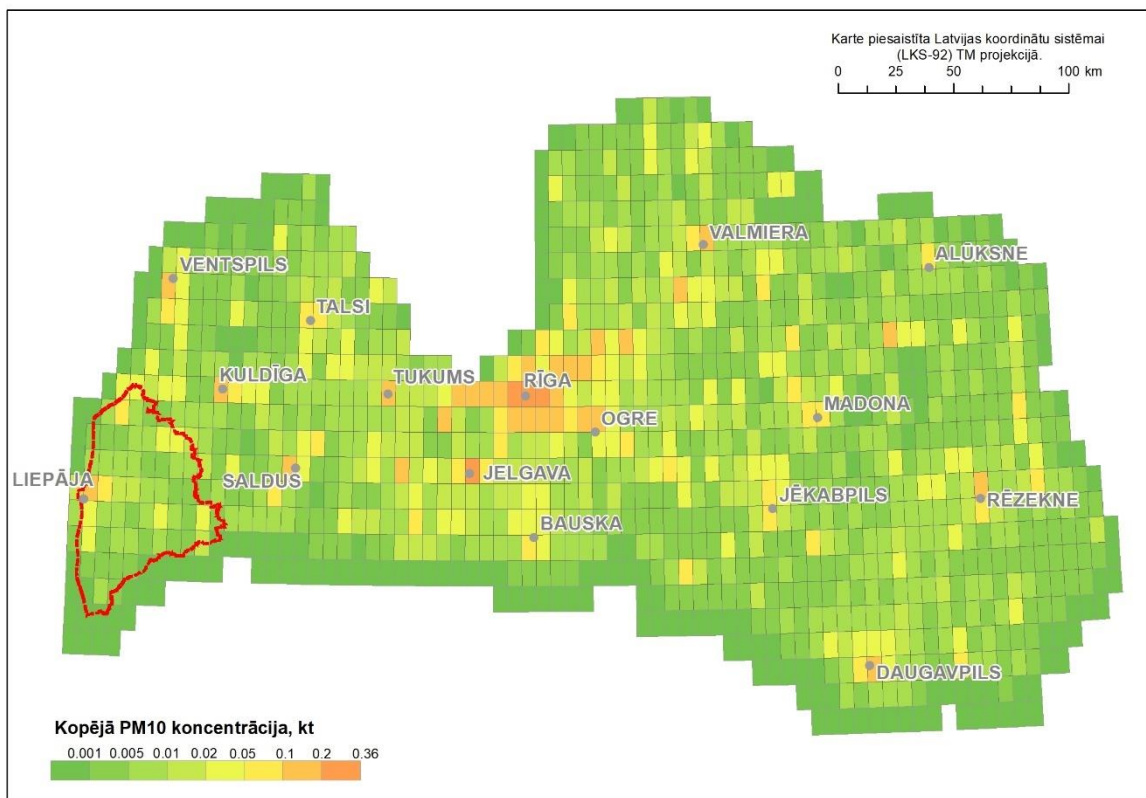 Karte piesaistīta Latvijas koordinātu sistēmai
(LKS-92) TM projekcijā.
0 25 50 100 km
VALMIERA
ALŪKSNE
VENTSPILS
TALSI
KULDĪGA
TUKUMS
RĪGA
MADONA
OGRE
LIEPĀJA
SALDUS
JELGAVA
JĒKABPILS
RĒZEKNE
BAUSKA
DAUGAVPILS
Kopējā PM10 koncentrācija, kt
0.001 0.005 0.01 0.02 0.05 0.1 0.2 0.36